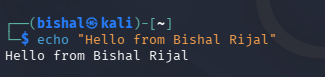 ┌──(bishal㉿kali)-[~]
└─$ echo "Hello from Bishal Rijal"
Hello from Bishal Rijal